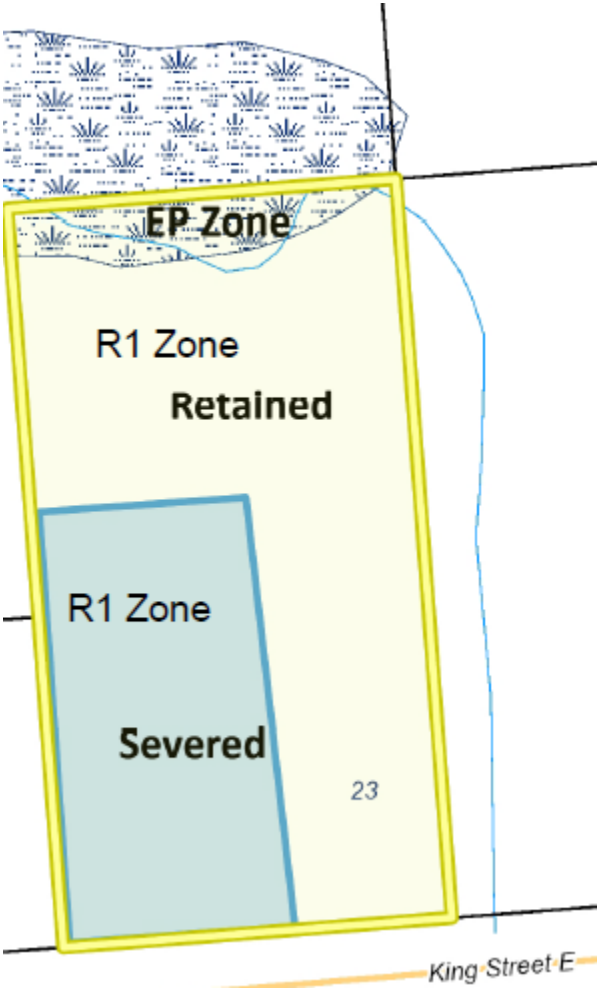 EP Zone
R1 Zone
Retained
R1 Zone
Severed
23
King Street E